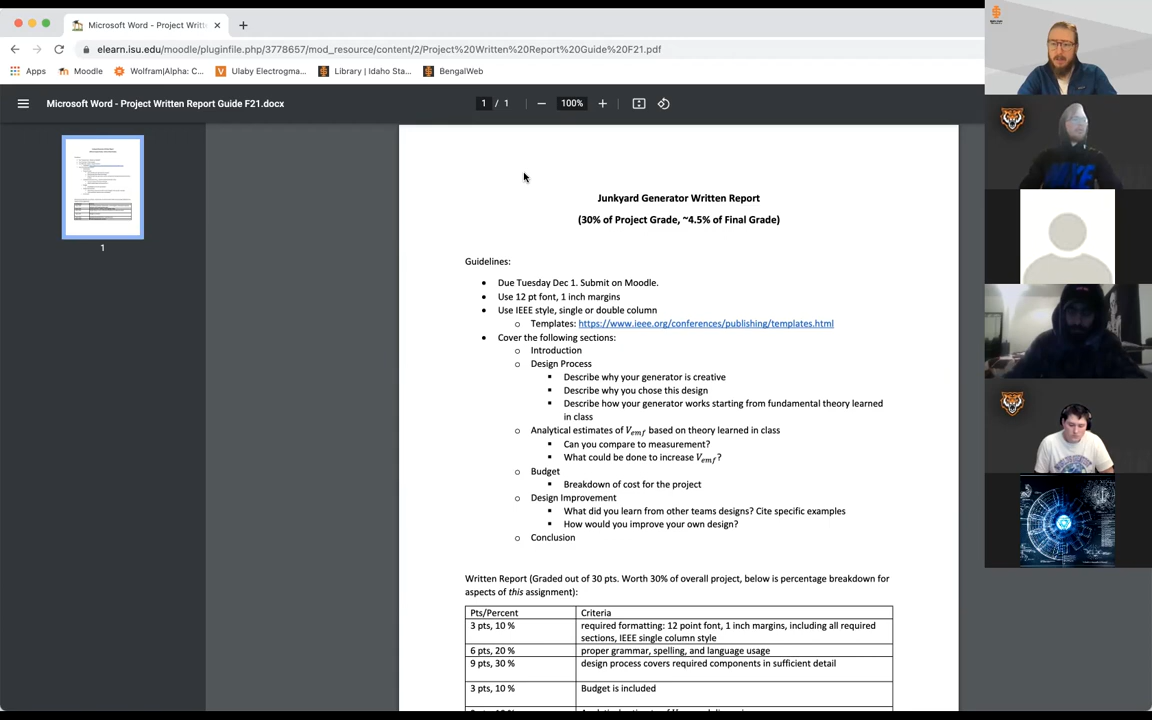 Microsoft Word - Project Writt
elearn.isu.edu/moodle/pluginfile.php/3778657/mod_resource/content/2/Project%20Written%20Report%20Guide%20F21.pdf
Apps Moodle Wolfram|Alpha: C... Ulaby Electrogma... Library | Idaho Sta... BengalWeb
Microsoft Word - Project Written Report Guide F21.docx
1 / 1 — 100% +
1
Junkyard Generator Written Report
(30% of Project Grade, ~4.5% of Final Grade)
Guidelines:
• Due Tuesday Dec 1. Submit on Moodle.
• Use 12 pt font, 1 inch margins
• Use IEEE style, single or double column
o Templates: https://www.ieee.org/conferences/publishing/templates.html
• Cover the following sections:
o Introduction
o Design Process
▪ Describe why your generator is creative
▪ Describe why you chose this design
▪ Describe how your generator works starting from fundamental theory learned
in class
o Analytical estimates of Vemf based on theory learned in class
▪ Can you compare to measurement?
▪ What could be done to increase Vemf?
o Budget
▪ Breakdown of cost for the project
o Design Improvement
▪ What did you learn from other teams designs? Cite specific examples
▪ How would you improve your own design?
o Conclusion
Written Report (Graded out of 30 pts. Worth 30% of overall project, below is percentage breakdown for
aspects of this assignment):
Pts/Percent Criteria
3 pts, 10 % required formatting: 12 point font, 1 inch margins, including all required
sections, IEEE single column style
6 pts, 20 % proper grammar, spelling, and language usage
9 pts, 30 % design process covers required components in sufficient detail
3 pts, 10 % Budget is included